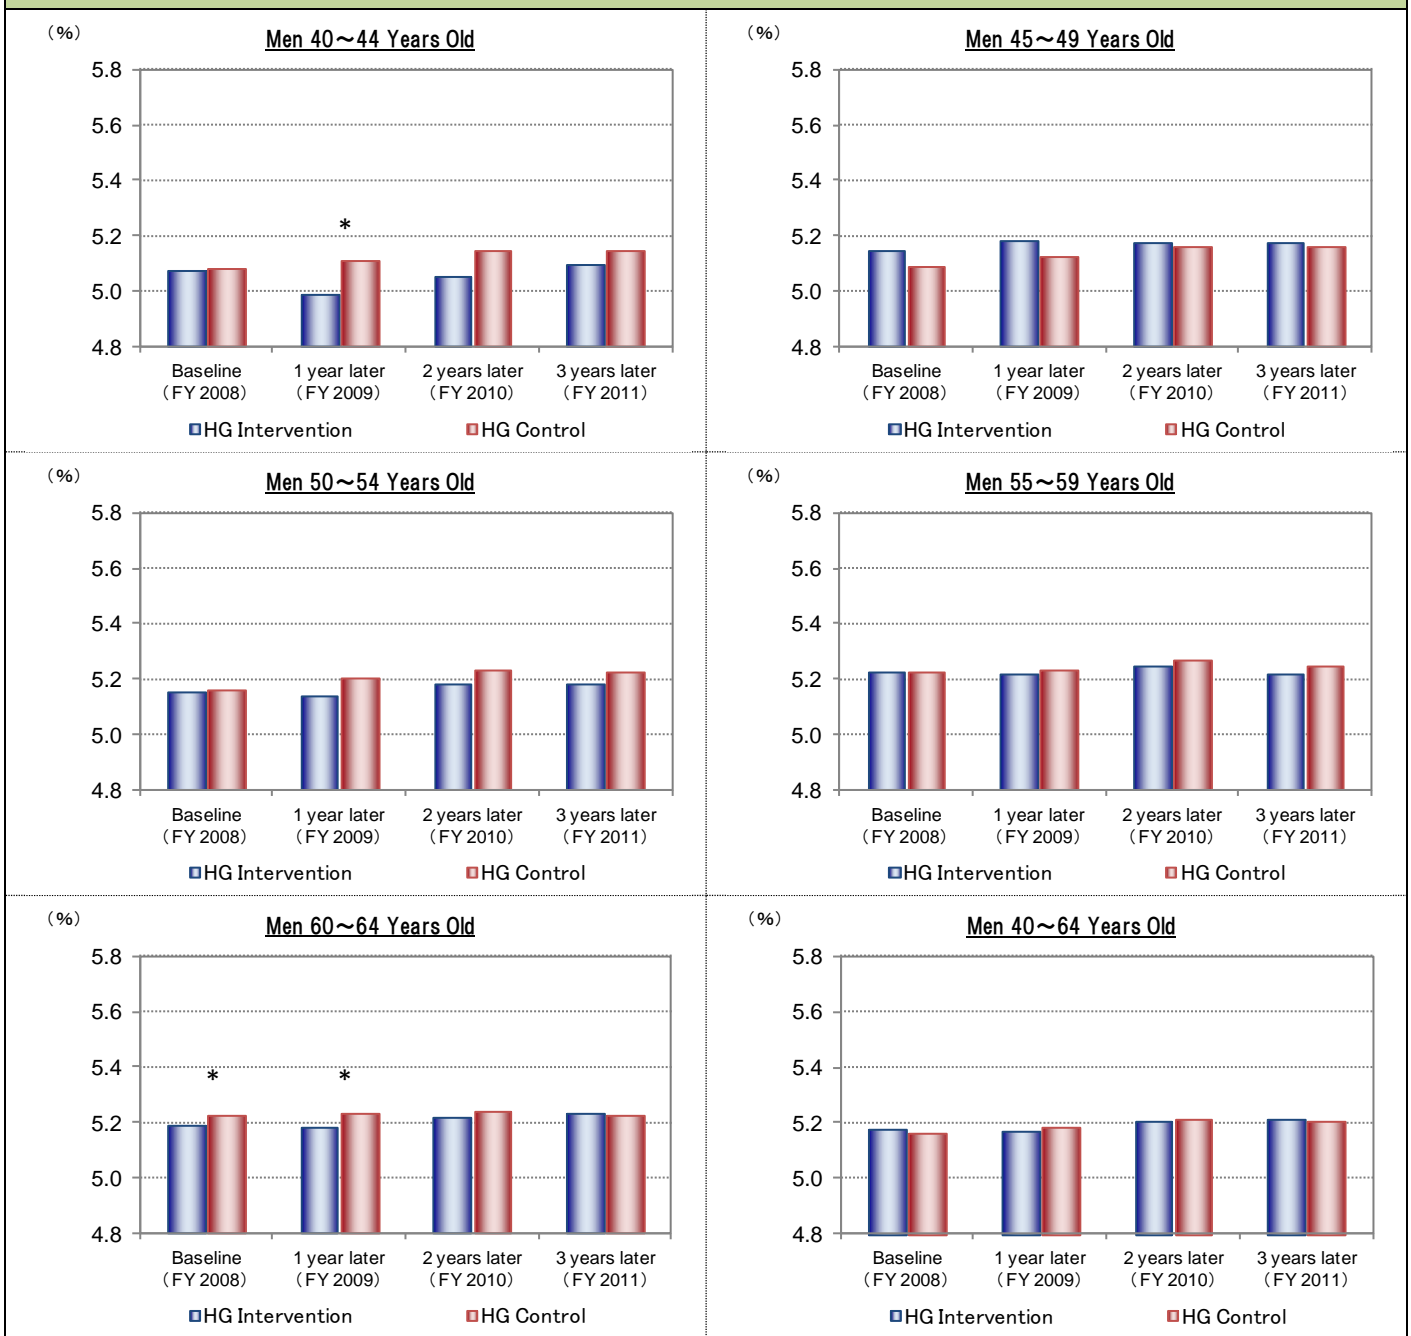 （%）
Men 40～44 Years Old
5.8
5.6
5.4
5.2
5.0
4.8
*
Baseline 1 year later 2 years later 3 years later
（FY 2008） （FY 2009） （FY 2010） （FY 2011）
HG Intervention HG Control
（%）
Men 45～49 Years Old
5.8
5.6
5.4
5.2
5.0
4.8
Baseline 1 year later 2 years later 3 years later
（FY 2008） （FY 2009） （FY 2010） （FY 2011）
HG Intervention HG Control
（%）
Men 50～54 Years Old
5.8
5.6
5.4
5.2
5.0
4.8
Baseline 1 year later 2 years later 3 years later
（FY 2008） （FY 2009） （FY 2010） （FY 2011）
HG Intervention HG Control
（%）
Men 55～59 Years Old
5.8
5.6
5.4
5.2
5.0
4.8
Baseline 1 year later 2 years later 3 years later
（FY 2008） （FY 2009） （FY 2010） （FY 2011）
HG Intervention HG Control
（%）
Men 60～64 Years Old
5.8
5.6
5.4
5.2
5.0
4.8
* *
Baseline 1 year later 2 years later 3 years later
（FY 2008） （FY 2009） （FY 2010） （FY 2011）
HG Intervention HG Control
（%）
Men 40～64 Years Old
5.8
5.6
5.4
5.2
5.0
4.8
Baseline 1 year later 2 years later 3 years later
（FY 2008） （FY 2009） （FY 2010） （FY 2011）
HG Intervention HG Control